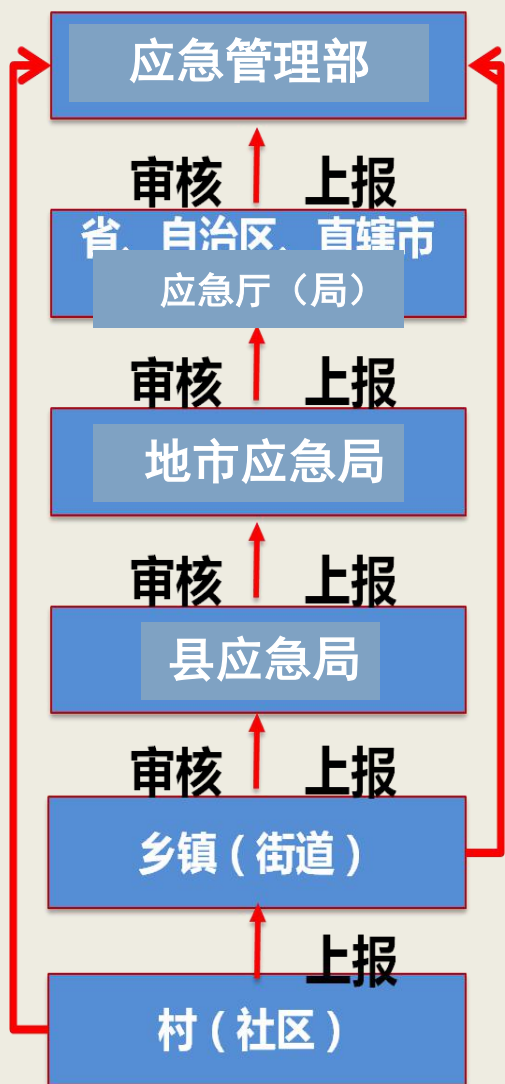 应急管理部
审核 上报
省、自治区、直辖市
应急厅（局）
审核 上报
地市应急局
审核 上报
县应急局
审核 上报
乡镇（街道）
上报
村（社区）